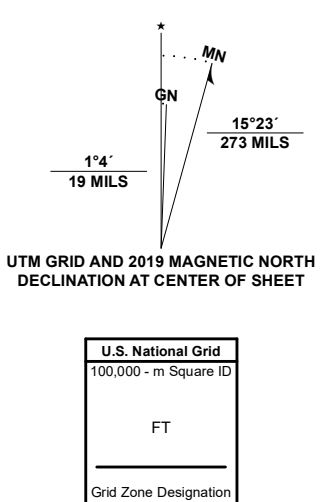 ★
MN
GN
15°23´
273 MILS
1°4´
19 MILS
UTM GRID AND 2019 MAGNETIC NORTH
DECLINATION AT CENTER OF SHEET
U.S. National Grid
100,000 - m Square ID
FT
Grid Zone Designation